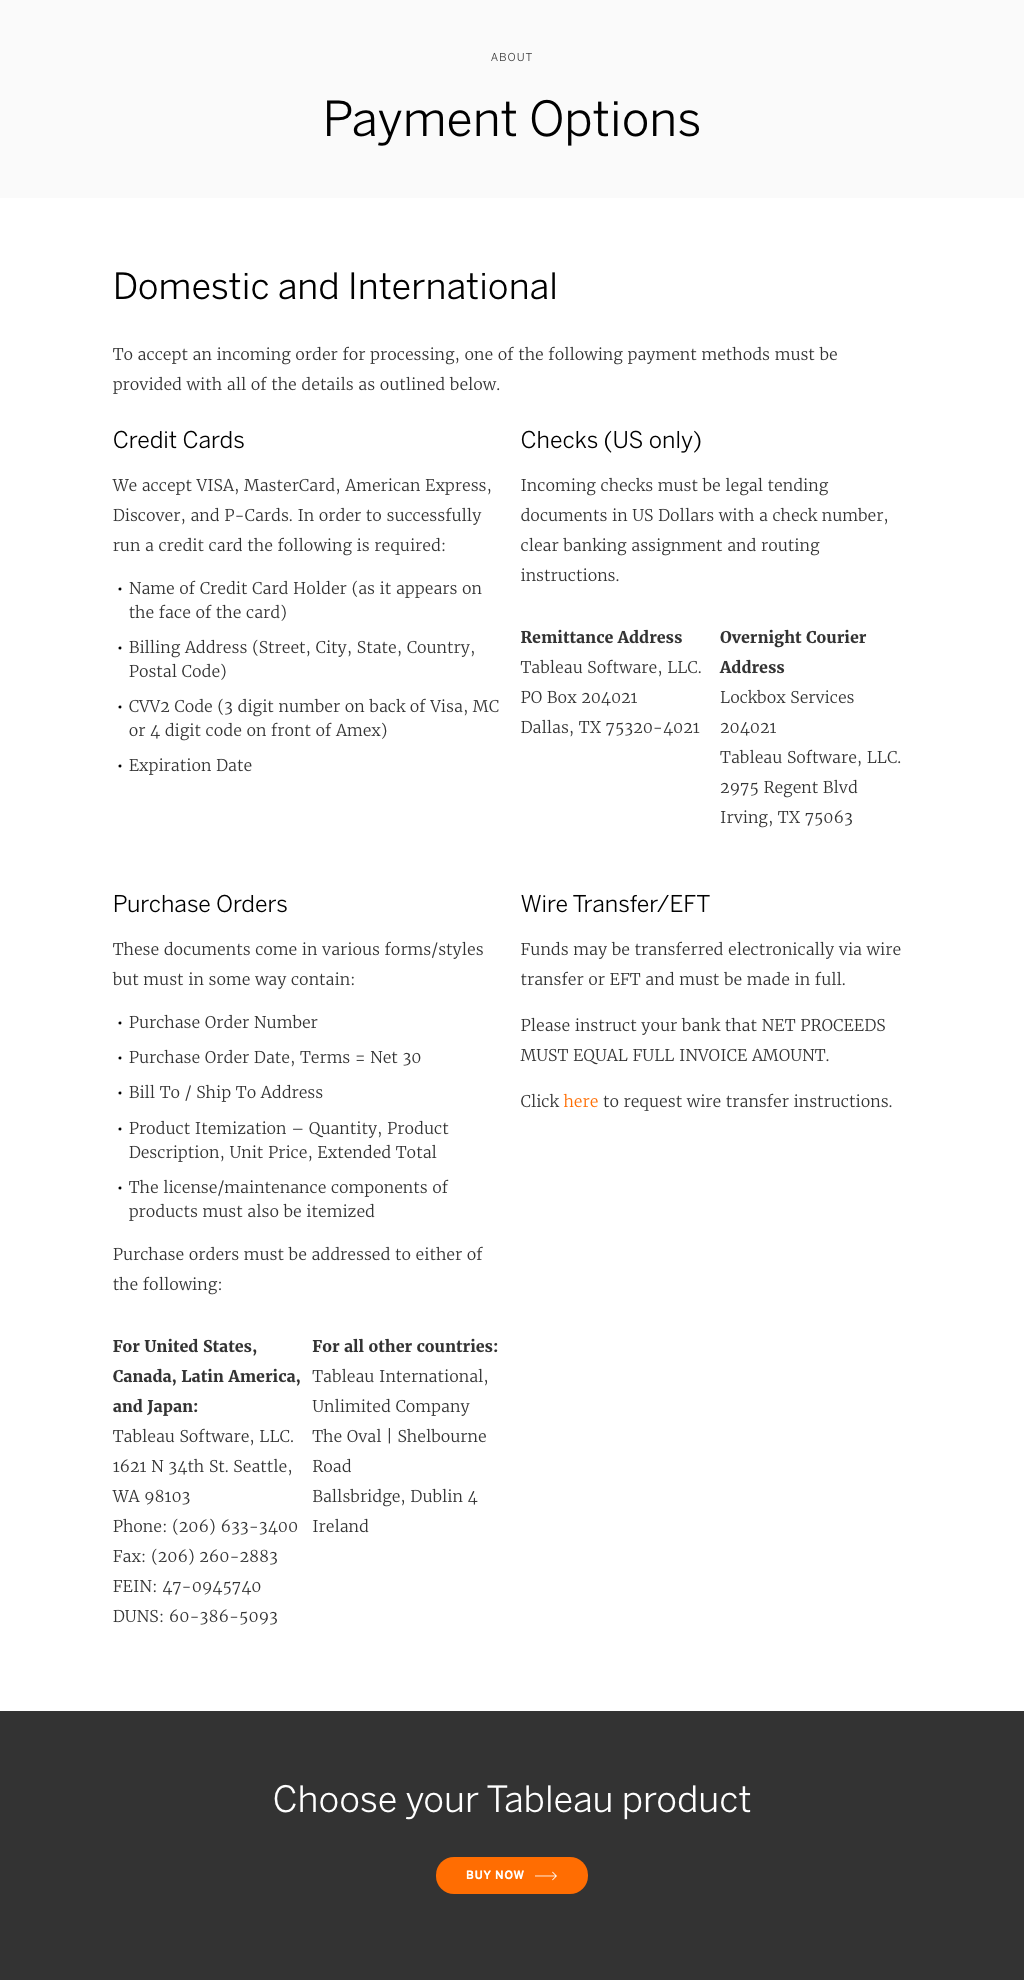 ABOUT
Payment Options
Domestic and International
To accept an incoming order for processing, one of the following payment methods must be
provided with all of the details as outlined below.
Credit Cards
We accept VISA, MasterCard, American Express,
Discover, and P-Cards. In order to successfully
run a credit card the following is required:
• Name of Credit Card Holder (as it appears on
the face of the card)
• Billing Address (Street, City, State, Country,
Postal Code)
• CVV2 Code (3 digit number on back of Visa, MC
or 4 digit code on front of Amex)
• Expiration Date
Checks (US only)
Incoming checks must be legal tending
documents in US Dollars with a check number,
clear banking assignment and routing
instructions.
Remittance Address
Tableau Software, LLC.
PO Box 204021
Dallas, TX 75320-4021
Overnight Courier
Address
Lockbox Services
204021
Tableau Software, LLC.
2975 Regent Blvd
Irving, TX 75063
Purchase Orders
These documents come in various forms/styles
but must in some way contain:
• Purchase Order Number
• Purchase Order Date, Terms = Net 30
• Bill To / Ship To Address
• Product Itemization – Quantity, Product
Description, Unit Price, Extended Total
• The license/maintenance components of
products must also be itemized
Purchase orders must be addressed to either of
the following:
For United States,
Canada, Latin America,
and Japan:
Tableau Software, LLC.
1621 N 34th St. Seattle,
WA 98103
Phone: (206) 633-3400
Fax: (206) 260-2883
FEIN: 47-0945740
DUNS: 60-386-5093
For all other countries:
Tableau International,
Unlimited Company
The Oval | Shelbourne
Road
Ballsbridge, Dublin 4
Ireland
Wire Transfer/EFT
Funds may be transferred electronically via wire
transfer or EFT and must be made in full.
Please instruct your bank that NET PROCEEDS
MUST EQUAL FULL INVOICE AMOUNT.
Click here to request wire transfer instructions.
Choose your Tableau product
BUY NOW